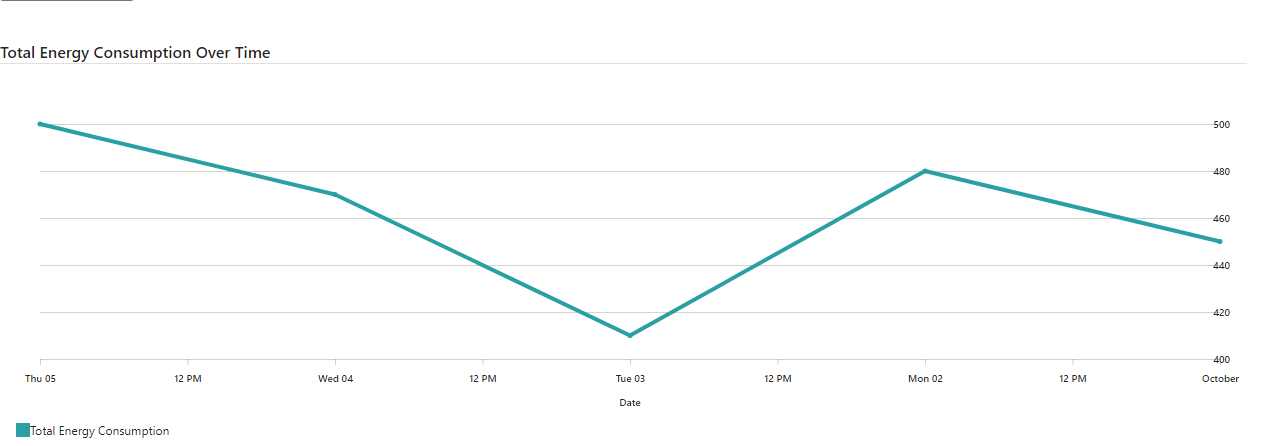 Total Energy Consumption Over Time
500
480
460
440
420
400
Thu 05 12 PM Wed 04 12 PM Tue 03 12 PM Mon 02 12 PM October
Date
Total Energy Consumption